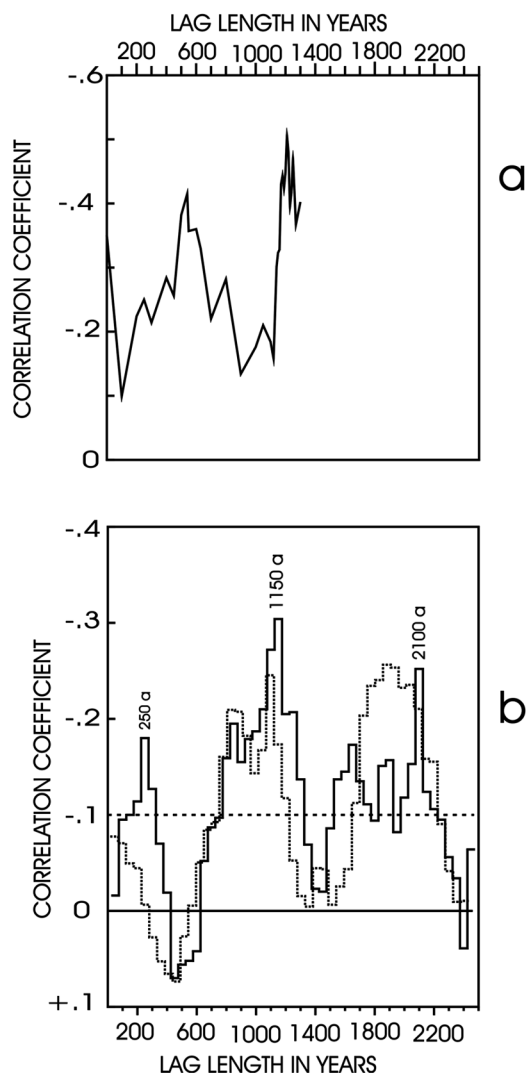 LAG LENGTH IN YEARS
200 600 1000 1400 1800 2200
-.6
-.4
-.2
0
CORRELATION COEFFICIENT
a
-.4
-.3
-.2
-.1
0
+.1
CORRELATION COEFFICIENT
250 a
1150 a
2100 a
b
200 600 1000 1400 1800 2200
LAG LENGTH IN YEARS